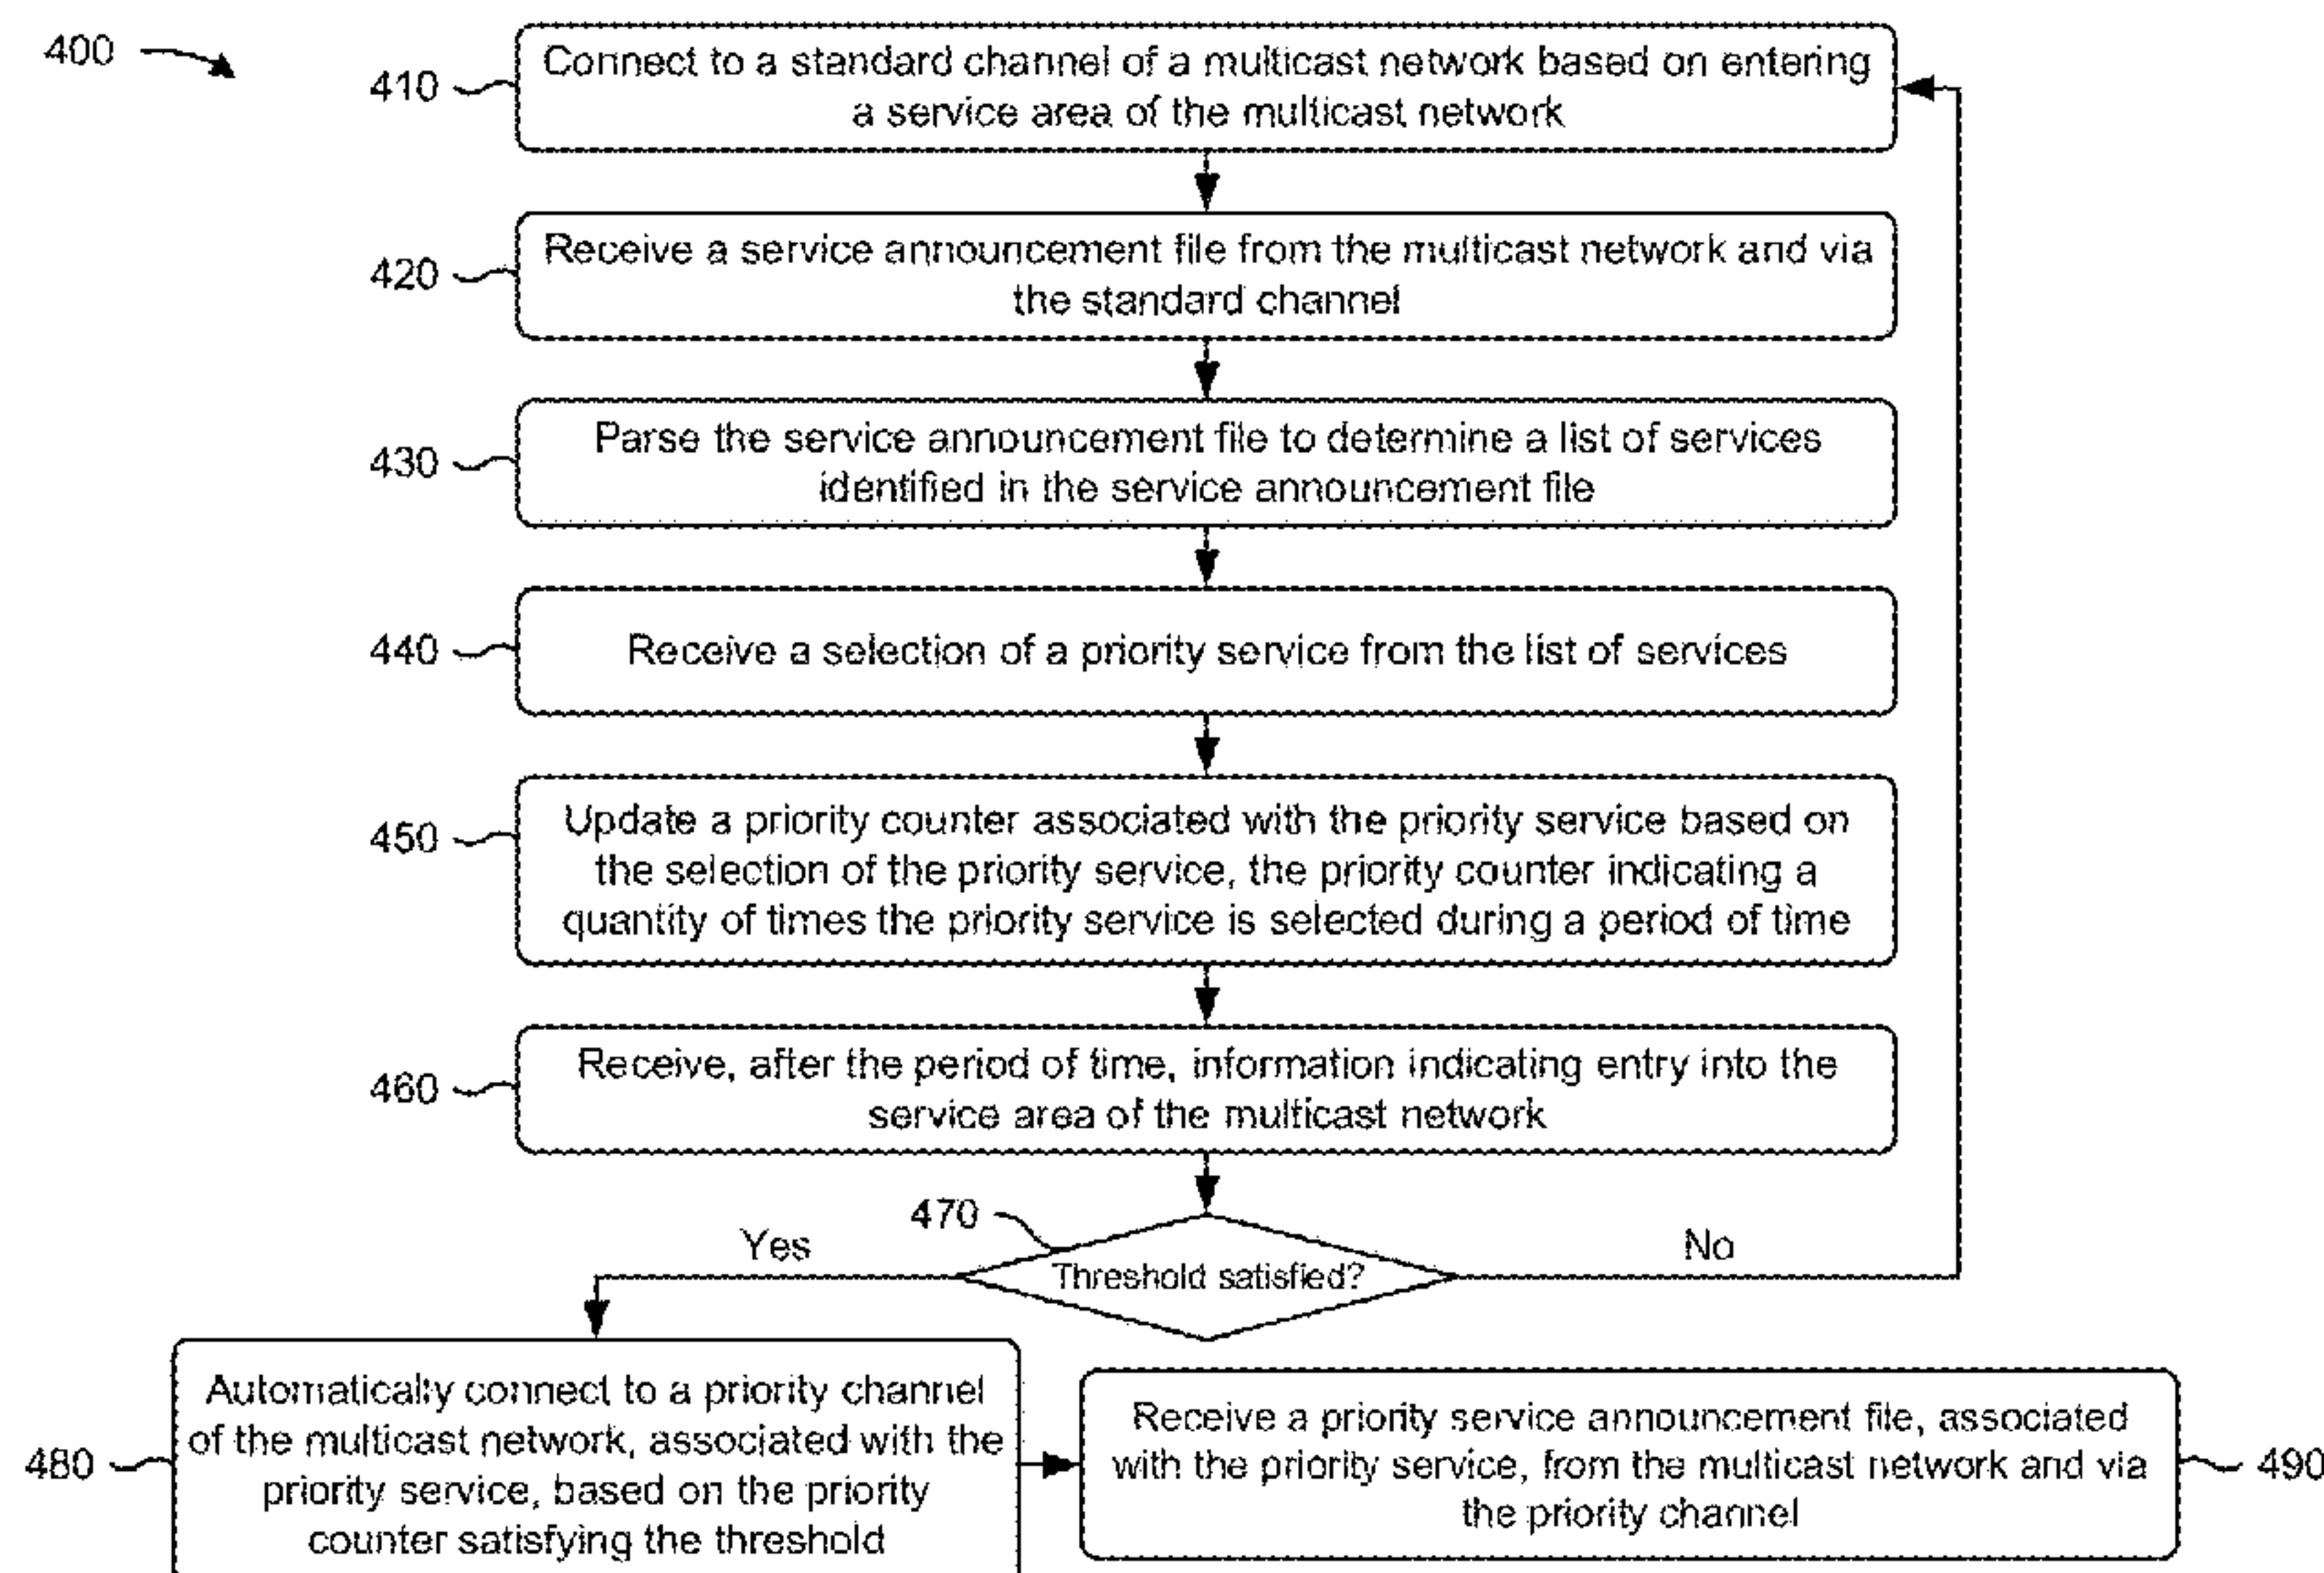 400
410
Connect to a standard channel of a multicast network based on entering
a service area of the multicast network
420
Receive a service announcement file from the multicast network and via
the standard channel
430
Parse the service announcement file to determine a list of services
identified in the service announcement file
440
Receive a selection of a priority service from the list of services
450
Update a priority counter associated with the priority service based on
the selection of the priority service, the priority counter indicating a
quantity of times the priority service is selected during a period of time
460
Receive, after the period of time, information indicating entry into the
service area of the multicast network
470
Yes
Threshold satisfied?
No
480
Automatically connect to a priority channel
of the multicast network, associated with the
priority service, based on the priority
counter satisfying the threshold
Receive a priority service announcement file, associated
with the priority service, from the multicast network and via
the priority channel
490